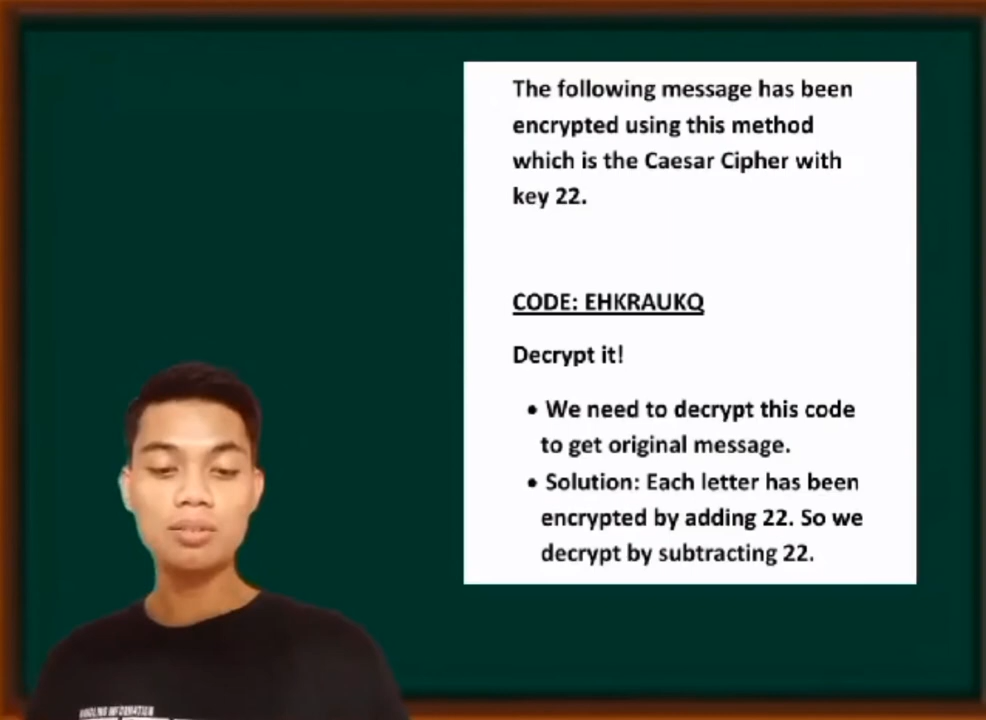 The following message has been
encrypted using this method
which is the Caesar Cipher with
key 22.
CODE: EHKRAUKQ
Decrypt it!
• We need to decrypt this code
to get original message.
• Solution: Each letter has been
encrypted by adding 22. So we
decrypt by subtracting 22.
HANDLING INFORMATION